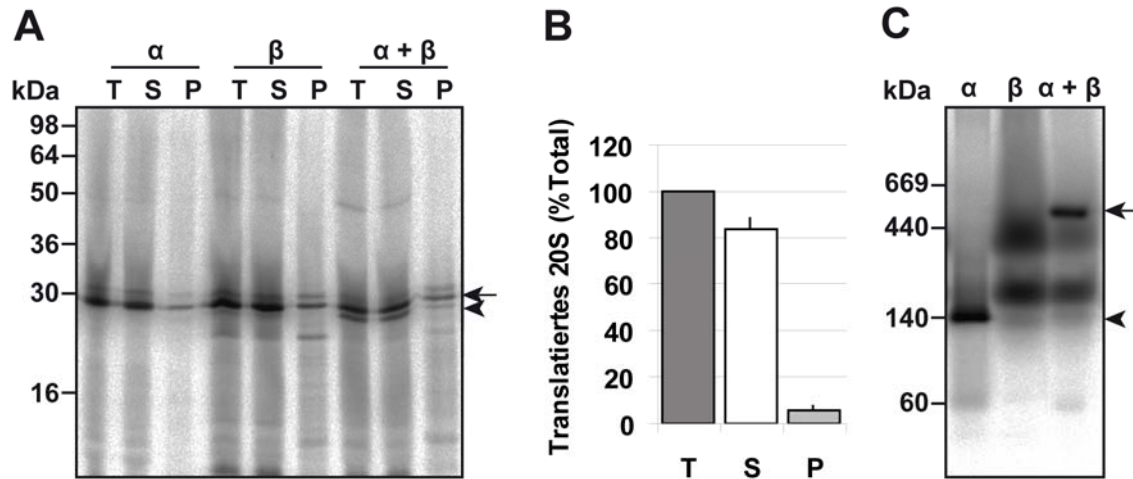 A
α β α + β
T S P T S P T S P
kDa
98
64
50
36
30
16
B
Translatiertes 20S (% Total)
120
100
80
60
40
20
0
T S P
C
kDa α β α + β
669
440
140
60